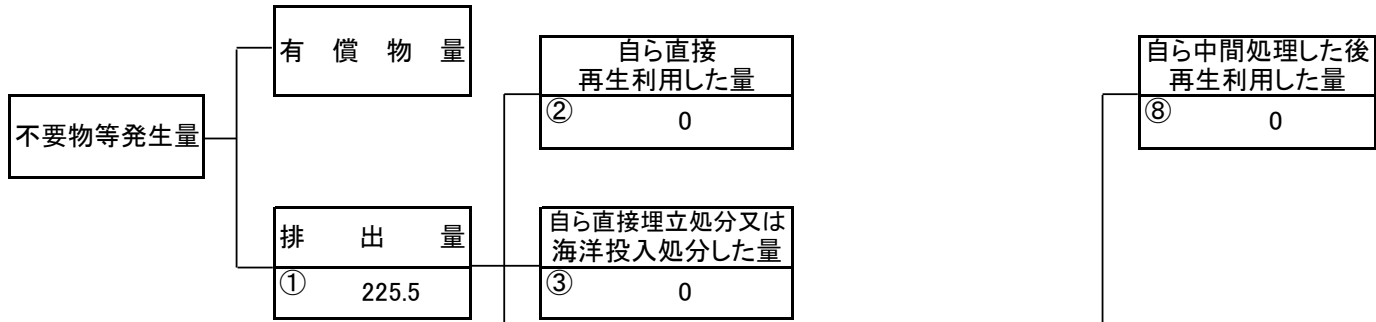 有償物量
自ら直接
再生利用した量
② 0
自ら中間処理した後
再生利用した量
⑧ 0
不要物等発生量
排出量
① 225.5
自ら直接埋立処分又は
海洋投入処分した量
③ 0